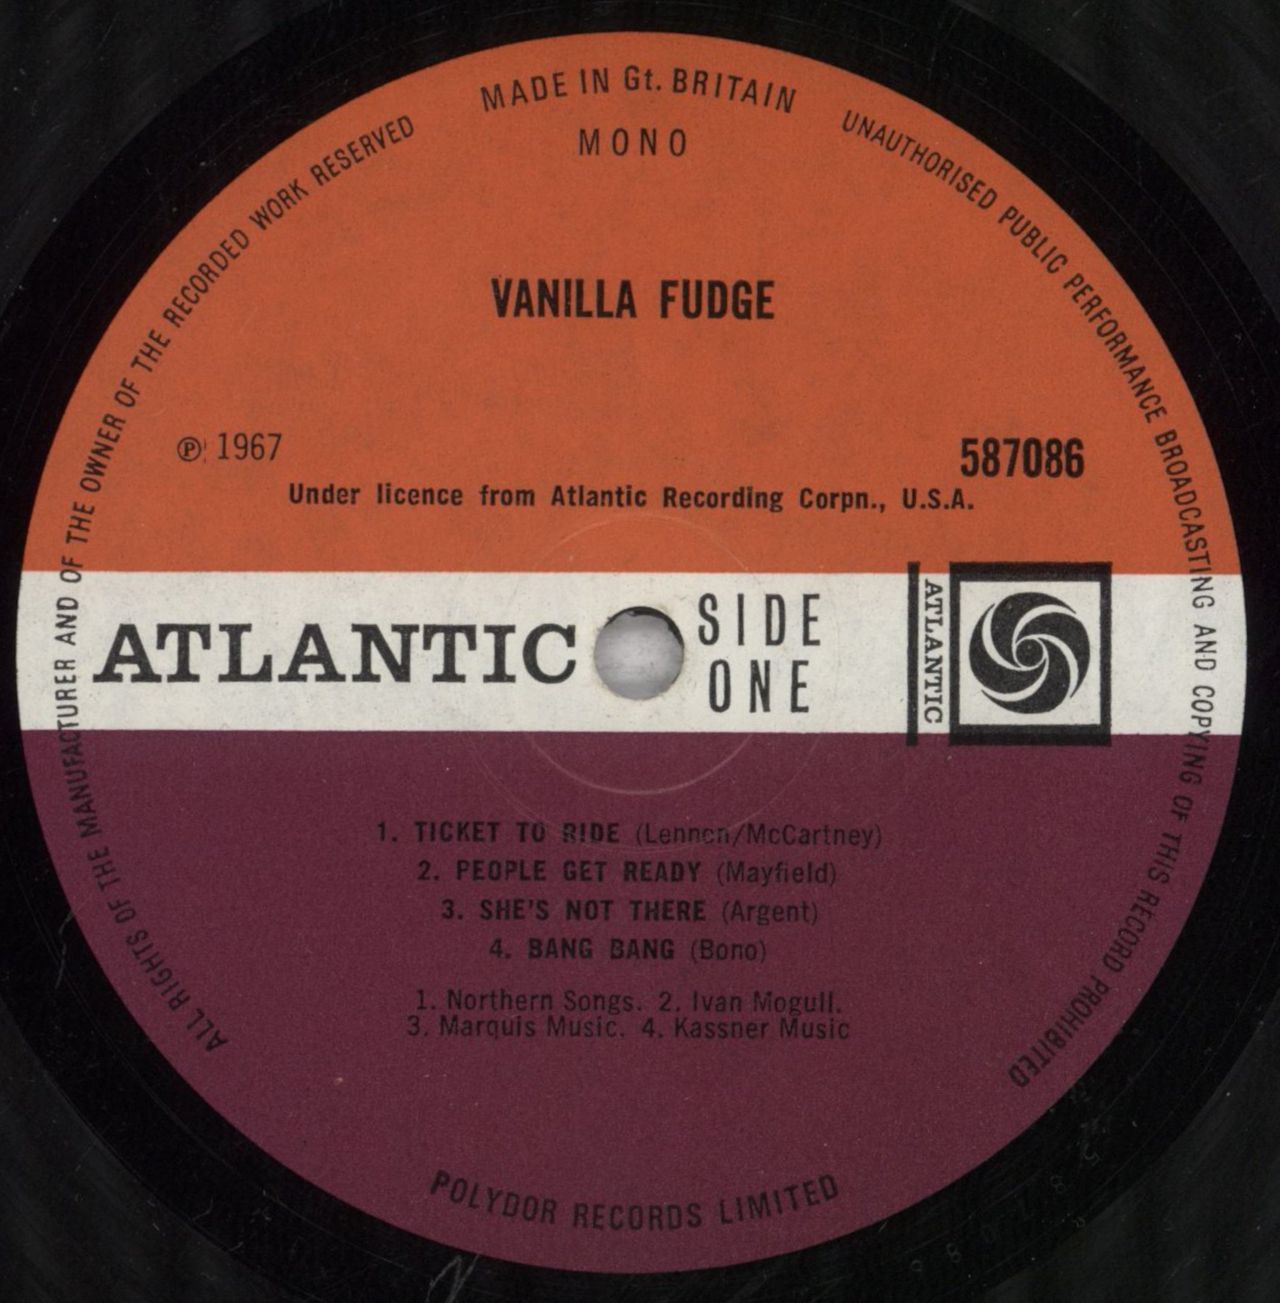 MADE IN Gt. BRITAIN
MONO
UNAUTHORISED PUBLIC PERFORMANCE BROADCASTING AND COPYING OF THIS RECORD PROHIBITED
ALL RIGHTS OF THE MANUFACTURER AND OF THE OWNER OF THE RECORDED WORK RESERVED
VANILLA FUDGE
℗ 1967
587086
Under licence from Atlantic Recording Corpn., U.S.A.
ATLANTIC
SIDE
ONE
ATLANTIC
1. TICKET TO RIDE (Lennon/McCartney)
2. PEOPLE GET READY (Mayfield)
3. SHE'S NOT THERE (Argent)
4. BANG BANG (Bono)
1. Northern Songs. 2. Ivan Mogull.
3. Marquis Music. 4. Kassner Music
POLYDOR RECORDS LIMITED